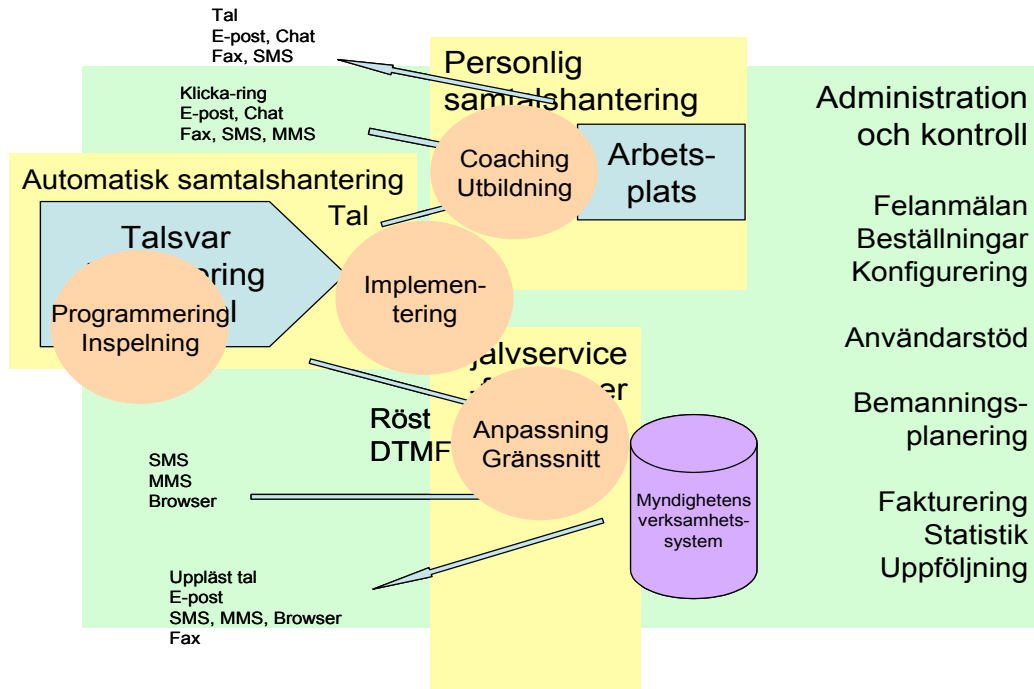 Tal
E-post, Chat
Fax, SMS
Personlig
samtalshantering
Klicka-ring
E-post, Chat
Fax, SMS, MMS
Coaching
Utbildning
Arbets-
plats
Administration
och kontroll
Automatisk samtalshantering
Tal
Talsvar
Programmering
Inspelning
Implemen-
tering
Felanmälan
Beställningar
Konfigurering
Användarstöd
Bemannings-
planering
Fakturering
Statistik
Uppföljning
Röst
DTMF
Anpassning
Gränssnitt
SMS
MMS
Browser
Myndighetens
verksamhets-
system
Uppläst tal
E-post
SMS, MMS, Browser
Fax